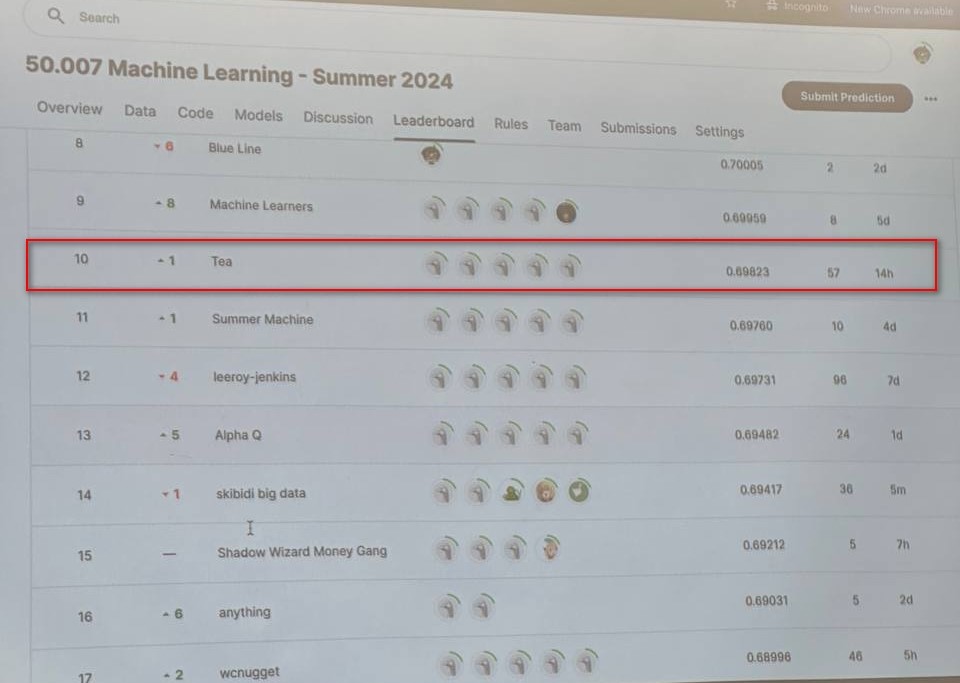 Search
Incognito
New Chrome available
50.007 Machine Learning - Summer 2024
Submit Prediction
Overview Data Code Models Discussion Leaderboard Rules Team Submissions Settings
8 6 Blue Line 0.70005 2 2d
9 8 Machine Learners 0.69959 8 5d
10 1 Tea 0.69823 57 14h
11 1 Summer Machine 0.69760 10 4d
12 4 leeroy-jenkins 0.69731 96 7d
13 5 Alpha Q 0.69482 24 1d
14 1 skibidi big data 0.69417 36 5m
15 — Shadow Wizard Money Gang 0.69212 5 7h
16 6 anything 0.69031 5 2d
17 2 wcnugget 0.68996 46 5h